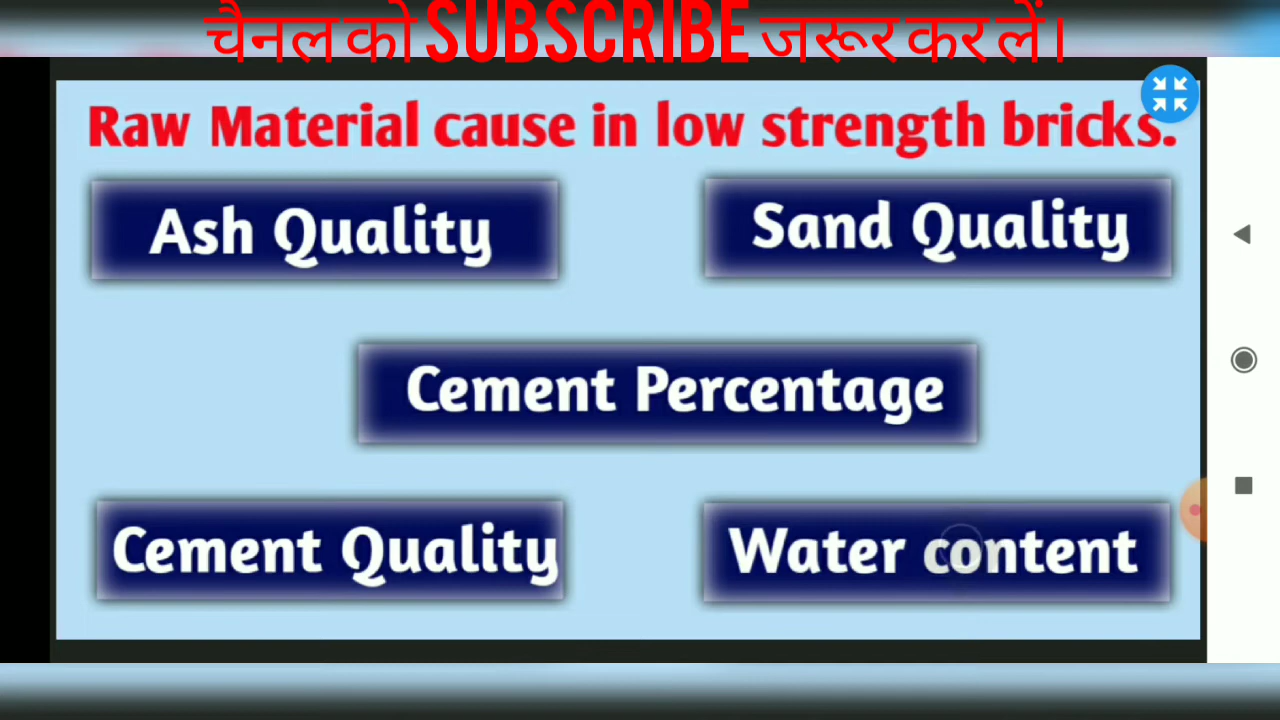 चैनल को SUBSCRIBE जरूर कर लें।
Raw Material cause in low strength bricks.
Ash Quality
Sand Quality
Cement Percentage
Cement Quality
Water content